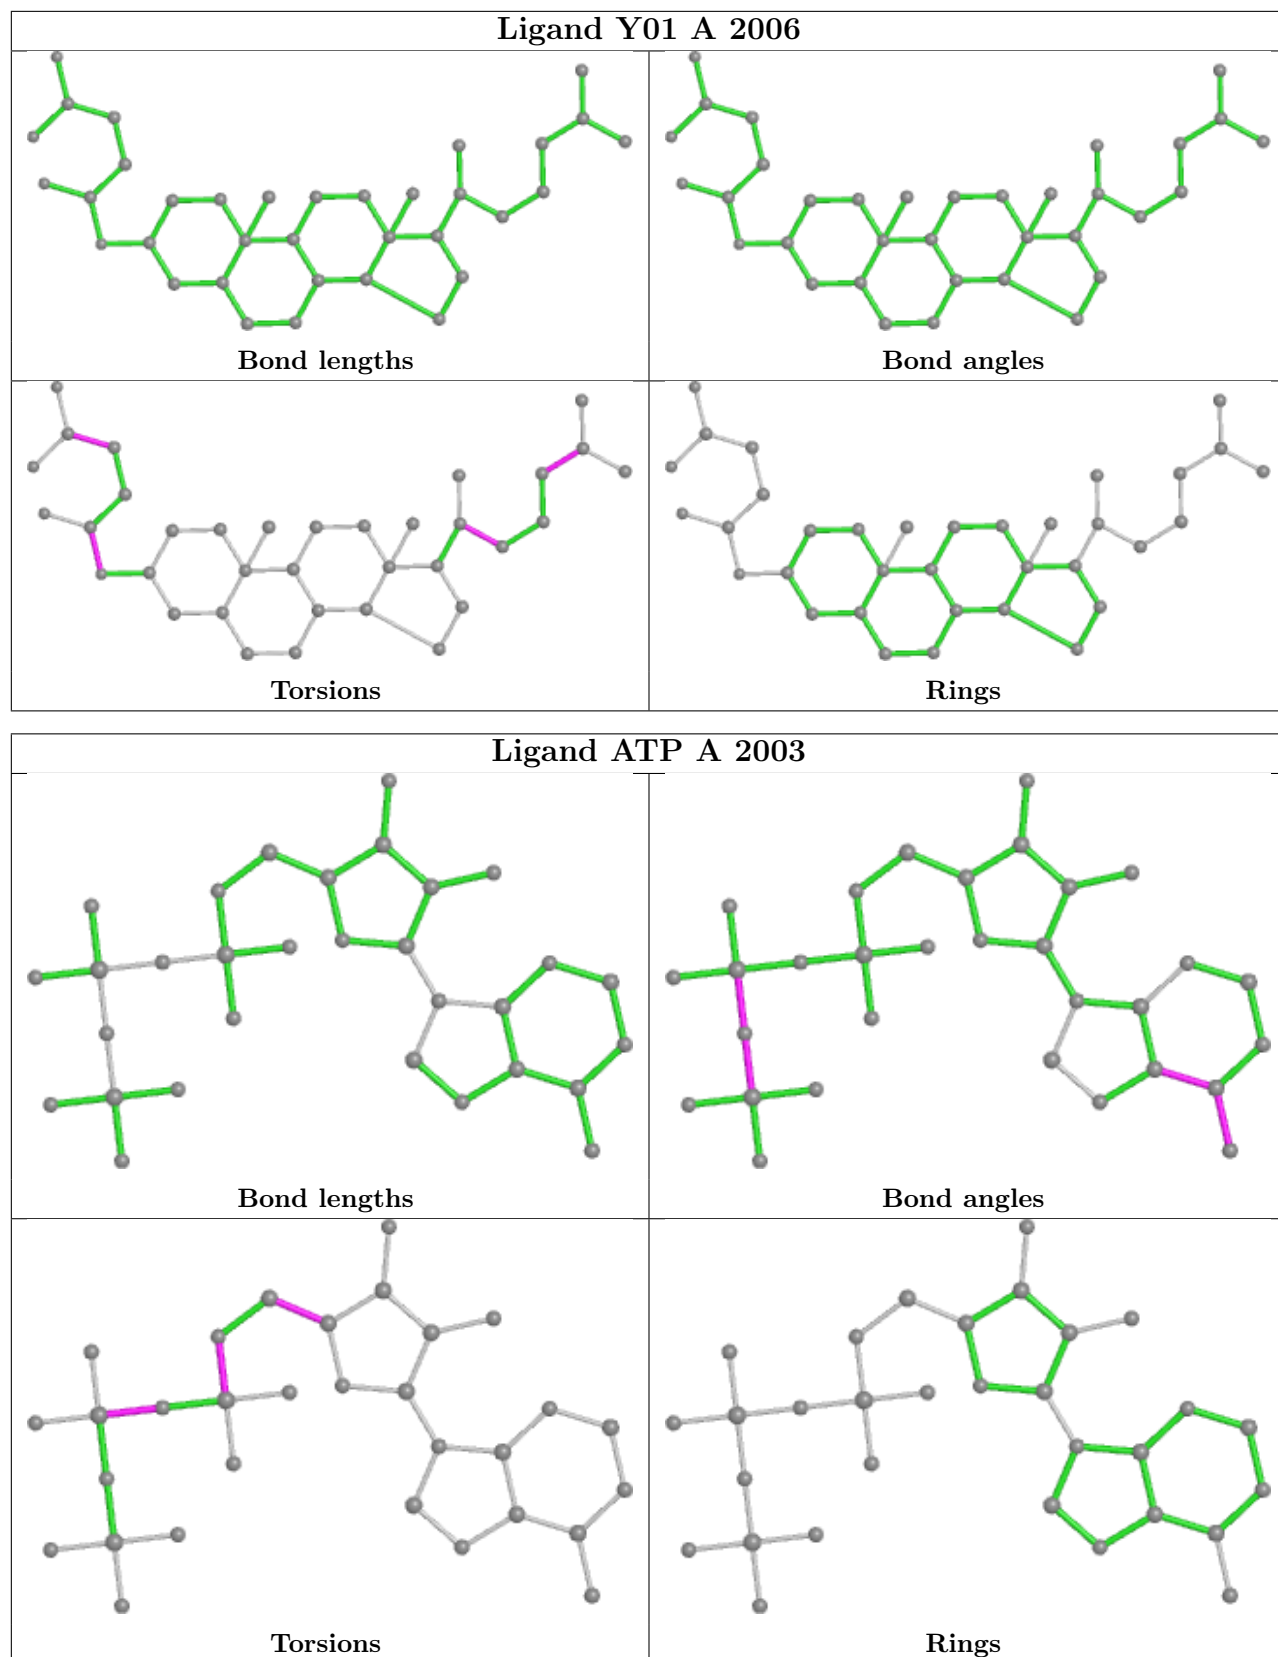 Ligand Y01 A 2006
Bond lengths
Bond angles
Torsions
Rings
Ligand ATP A 2003
Bond lengths
Bond angles
Torsions
Rings